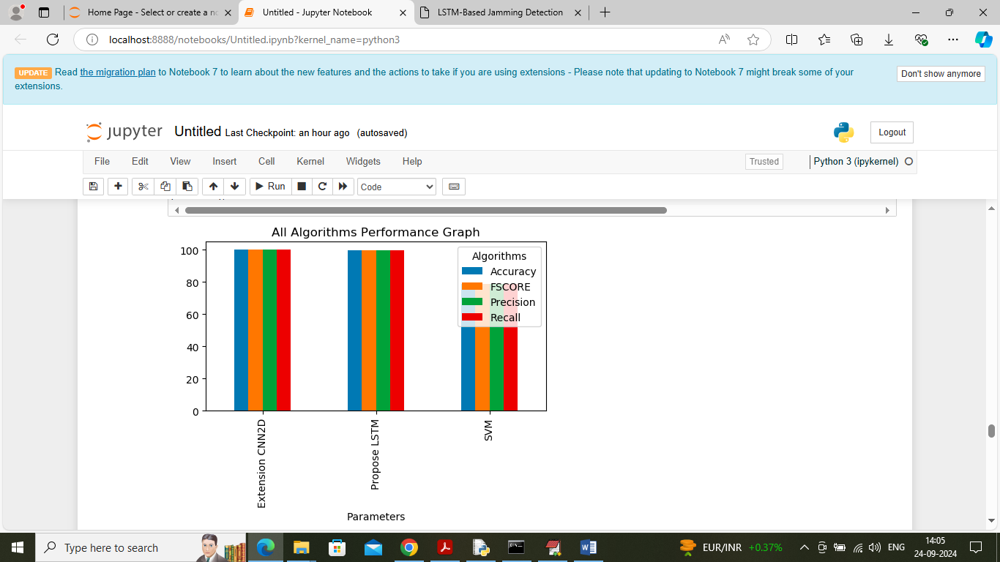 Home Page - Select or create a n
Untitled - Jupyter Notebook
LSTM-Based Jamming Detection
localhost:8888/notebooks/Untitled.ipynb?kernel_name=python3
UPDATE Read the migration plan to Notebook 7 to learn about the new features and the actions to take if you are using extensions - Please note that updating to Notebook 7 might break some of your
extensions.
Don't show anymore
jupyter Untitled Last Checkpoint: an hour ago (autosaved)
Logout
File Edit View Insert Cell Kernel Widgets Help
Trusted
Python 3 (ipykernel)
Run
Code
All Algorithms Performance Graph
100
80
60
40
20
0
Algorithms
Accuracy
FSCORE
Precision
Recall
Extension CNN2D
Propose LSTM
SVM
Parameters
Type here to search
EUR/INR +0.37%
ENG
14:05
24-09-2024